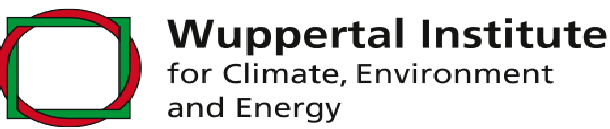 Wuppertal Institute
for Climate, Environment
and Energy